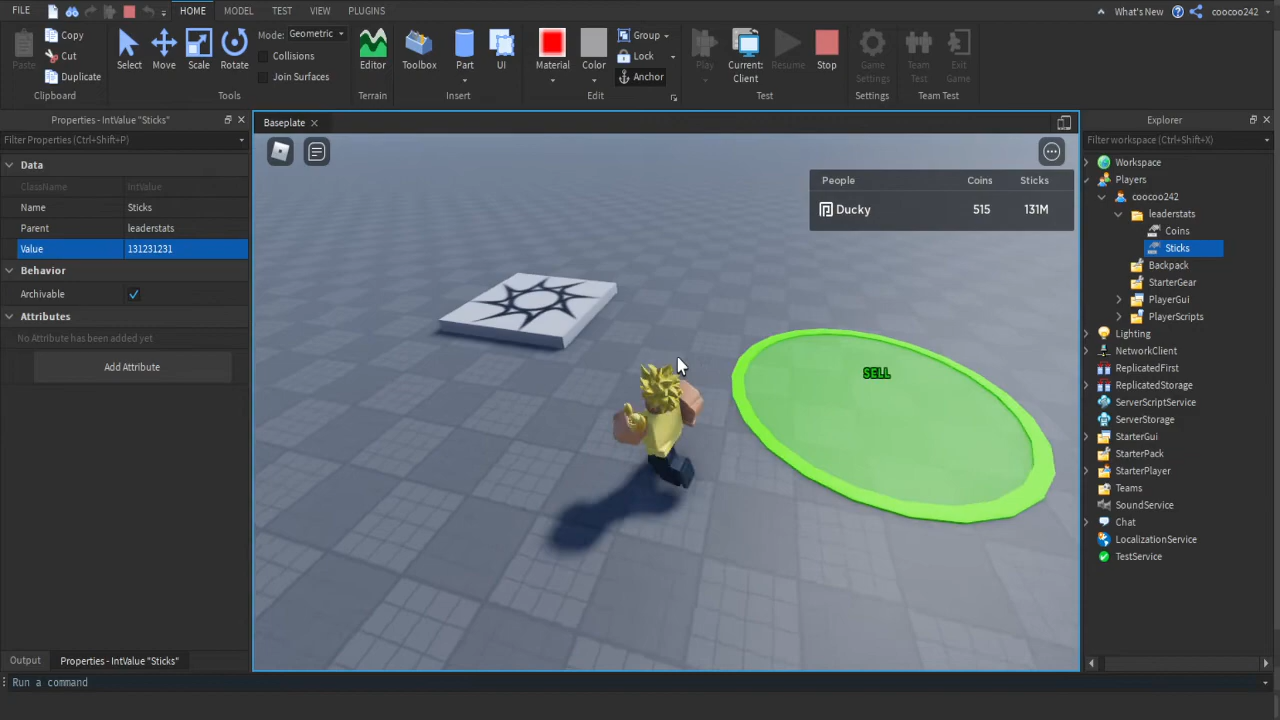 FILE HOME MODEL TEST VIEW PLUGINS What's New coocoo242
Paste Copy Cut Duplicate Clipboard
Select Move Scale Rotate Mode: Geometric Collisions Join Surfaces Tools
Editor Terrain
Toolbox Part UI Insert
Material Color Group Lock Anchor Edit
Play Current: Client Resume Stop Test
Game Settings Settings
Team Test Exit Game Team Test
Properties - IntValue "Sticks"
Filter Properties (Ctrl+Shift+P)
Data
ClassName IntValue
Name Sticks
Parent leaderstats
Value 131231231
Behavior
Archivable
Attributes
No Attribute has been added yet
Add Attribute
Output Properties - IntValue "Sticks"
Run a command
Baseplate
People Coins Sticks
Ducky 515 131M
SELL
Explorer
Filter workspace (Ctrl+Shift+X)
Workspace
Players
coocoo242
leaderstats
Coins
Sticks
Backpack
StarterGear
PlayerGui
PlayerScripts
Lighting
NetworkClient
ReplicatedFirst
ReplicatedStorage
ServerScriptService
ServerStorage
StarterGui
StarterPack
StarterPlayer
Teams
SoundService
Chat
LocalizationService
TestService